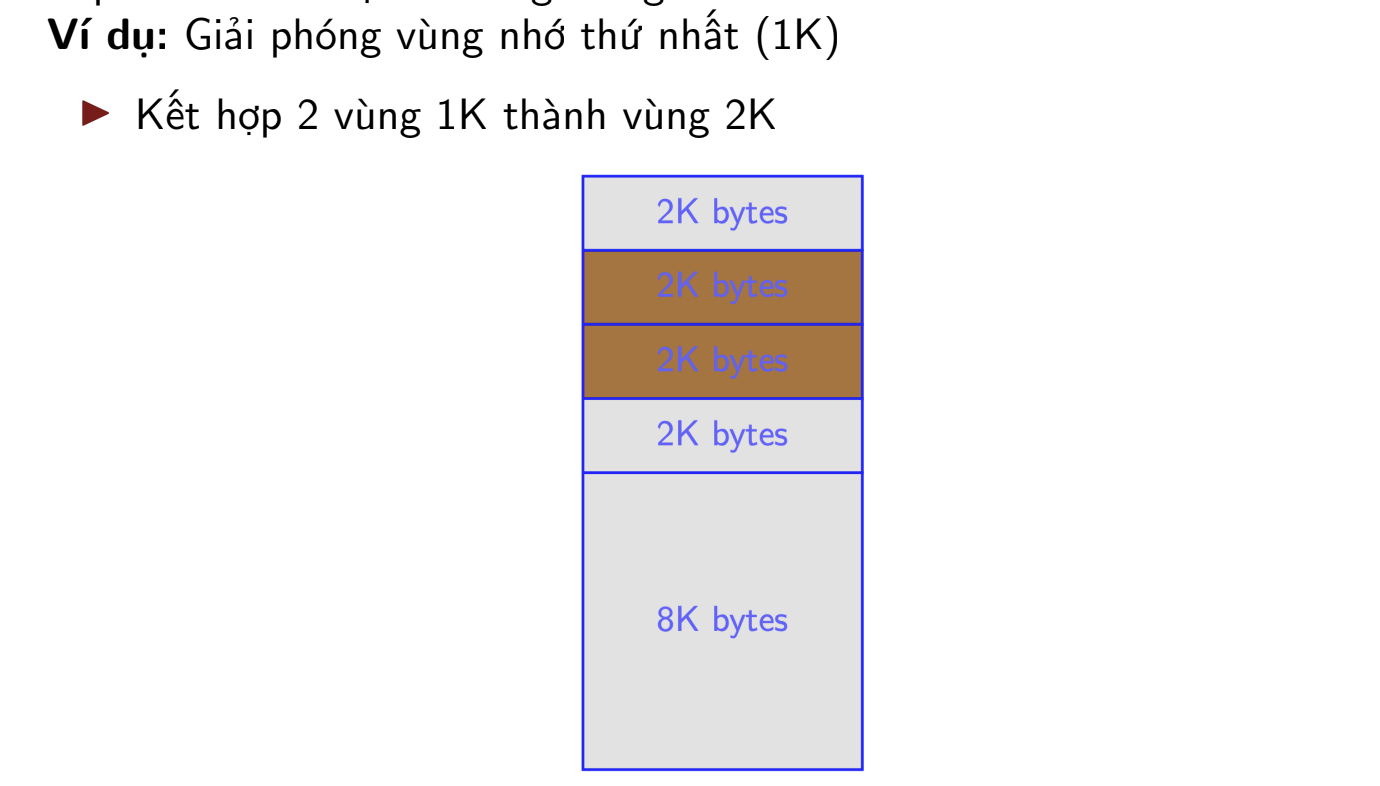 Ví dụ: Giải phóng vùng nhớ thứ nhất (1K)
Kết hợp 2 vùng 1K thành vùng 2K
2K bytes
2K bytes
2K bytes
2K bytes
8K bytes